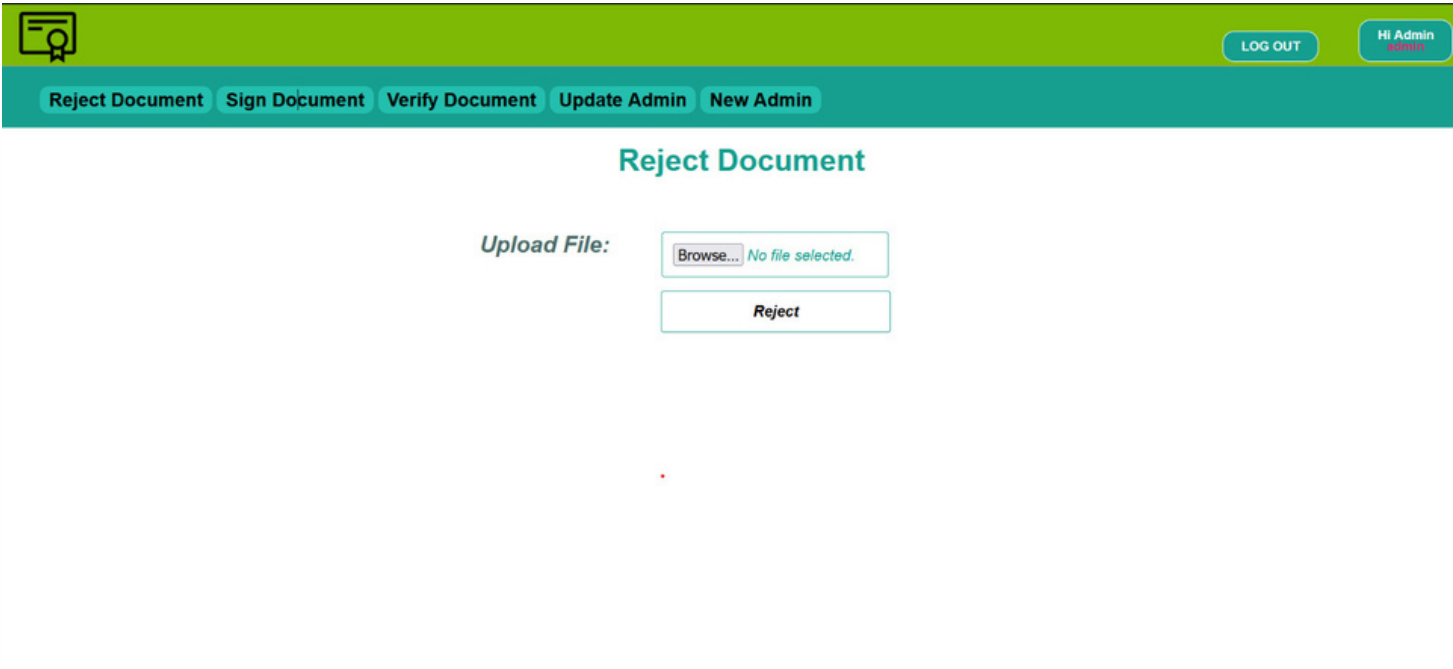 LOG OUT
Hi Admin
admin
Reject Document Sign Document Verify Document Update Admin New Admin
Reject Document
Upload File: Browse... No file selected.
Reject